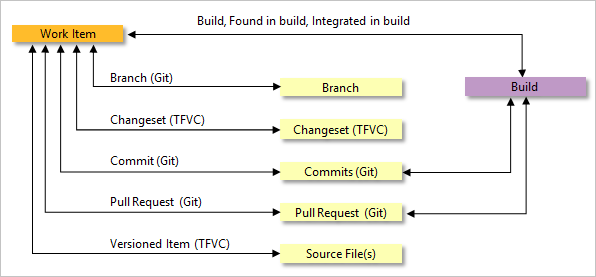 Build, Found in build, Integrated in build
Work Item
Branch (Git)
Branch
Build
Changeset (TFVC)
Changeset (TFVC)
Commit (Git)
Commits (Git)
Pull Request (Git)
Pull Request (Git)
Versioned Item (TFVC)
Source File(s)